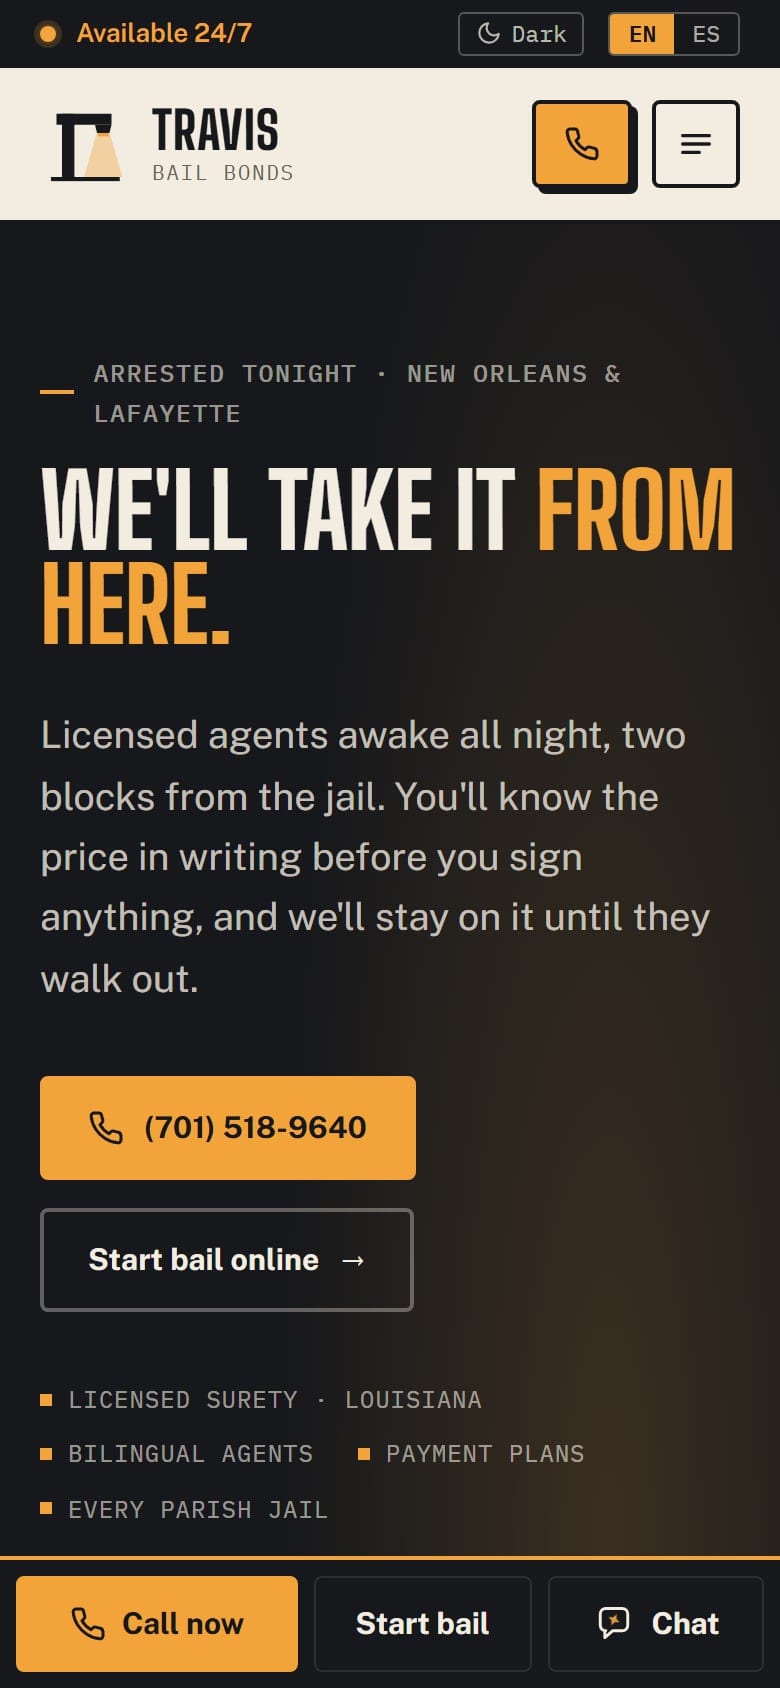 Available 24/7
Dark
EN
ES
TRAVIS
BAIL BONDS
ARRESTED TONIGHT · NEW ORLEANS &
LAFAYETTE
WE'LL TAKE IT FROM
HERE.
Licensed agents awake all night, two
blocks from the jail. You'll know the
price in writing before you sign
anything, and we'll stay on it until they
walk out.
(701) 518-9640
Start bail online →
LICENSED SURETY · LOUISIANA
BILINGUAL AGENTS
PAYMENT PLANS
EVERY PARISH JAIL
Call now
Start bail
Chat